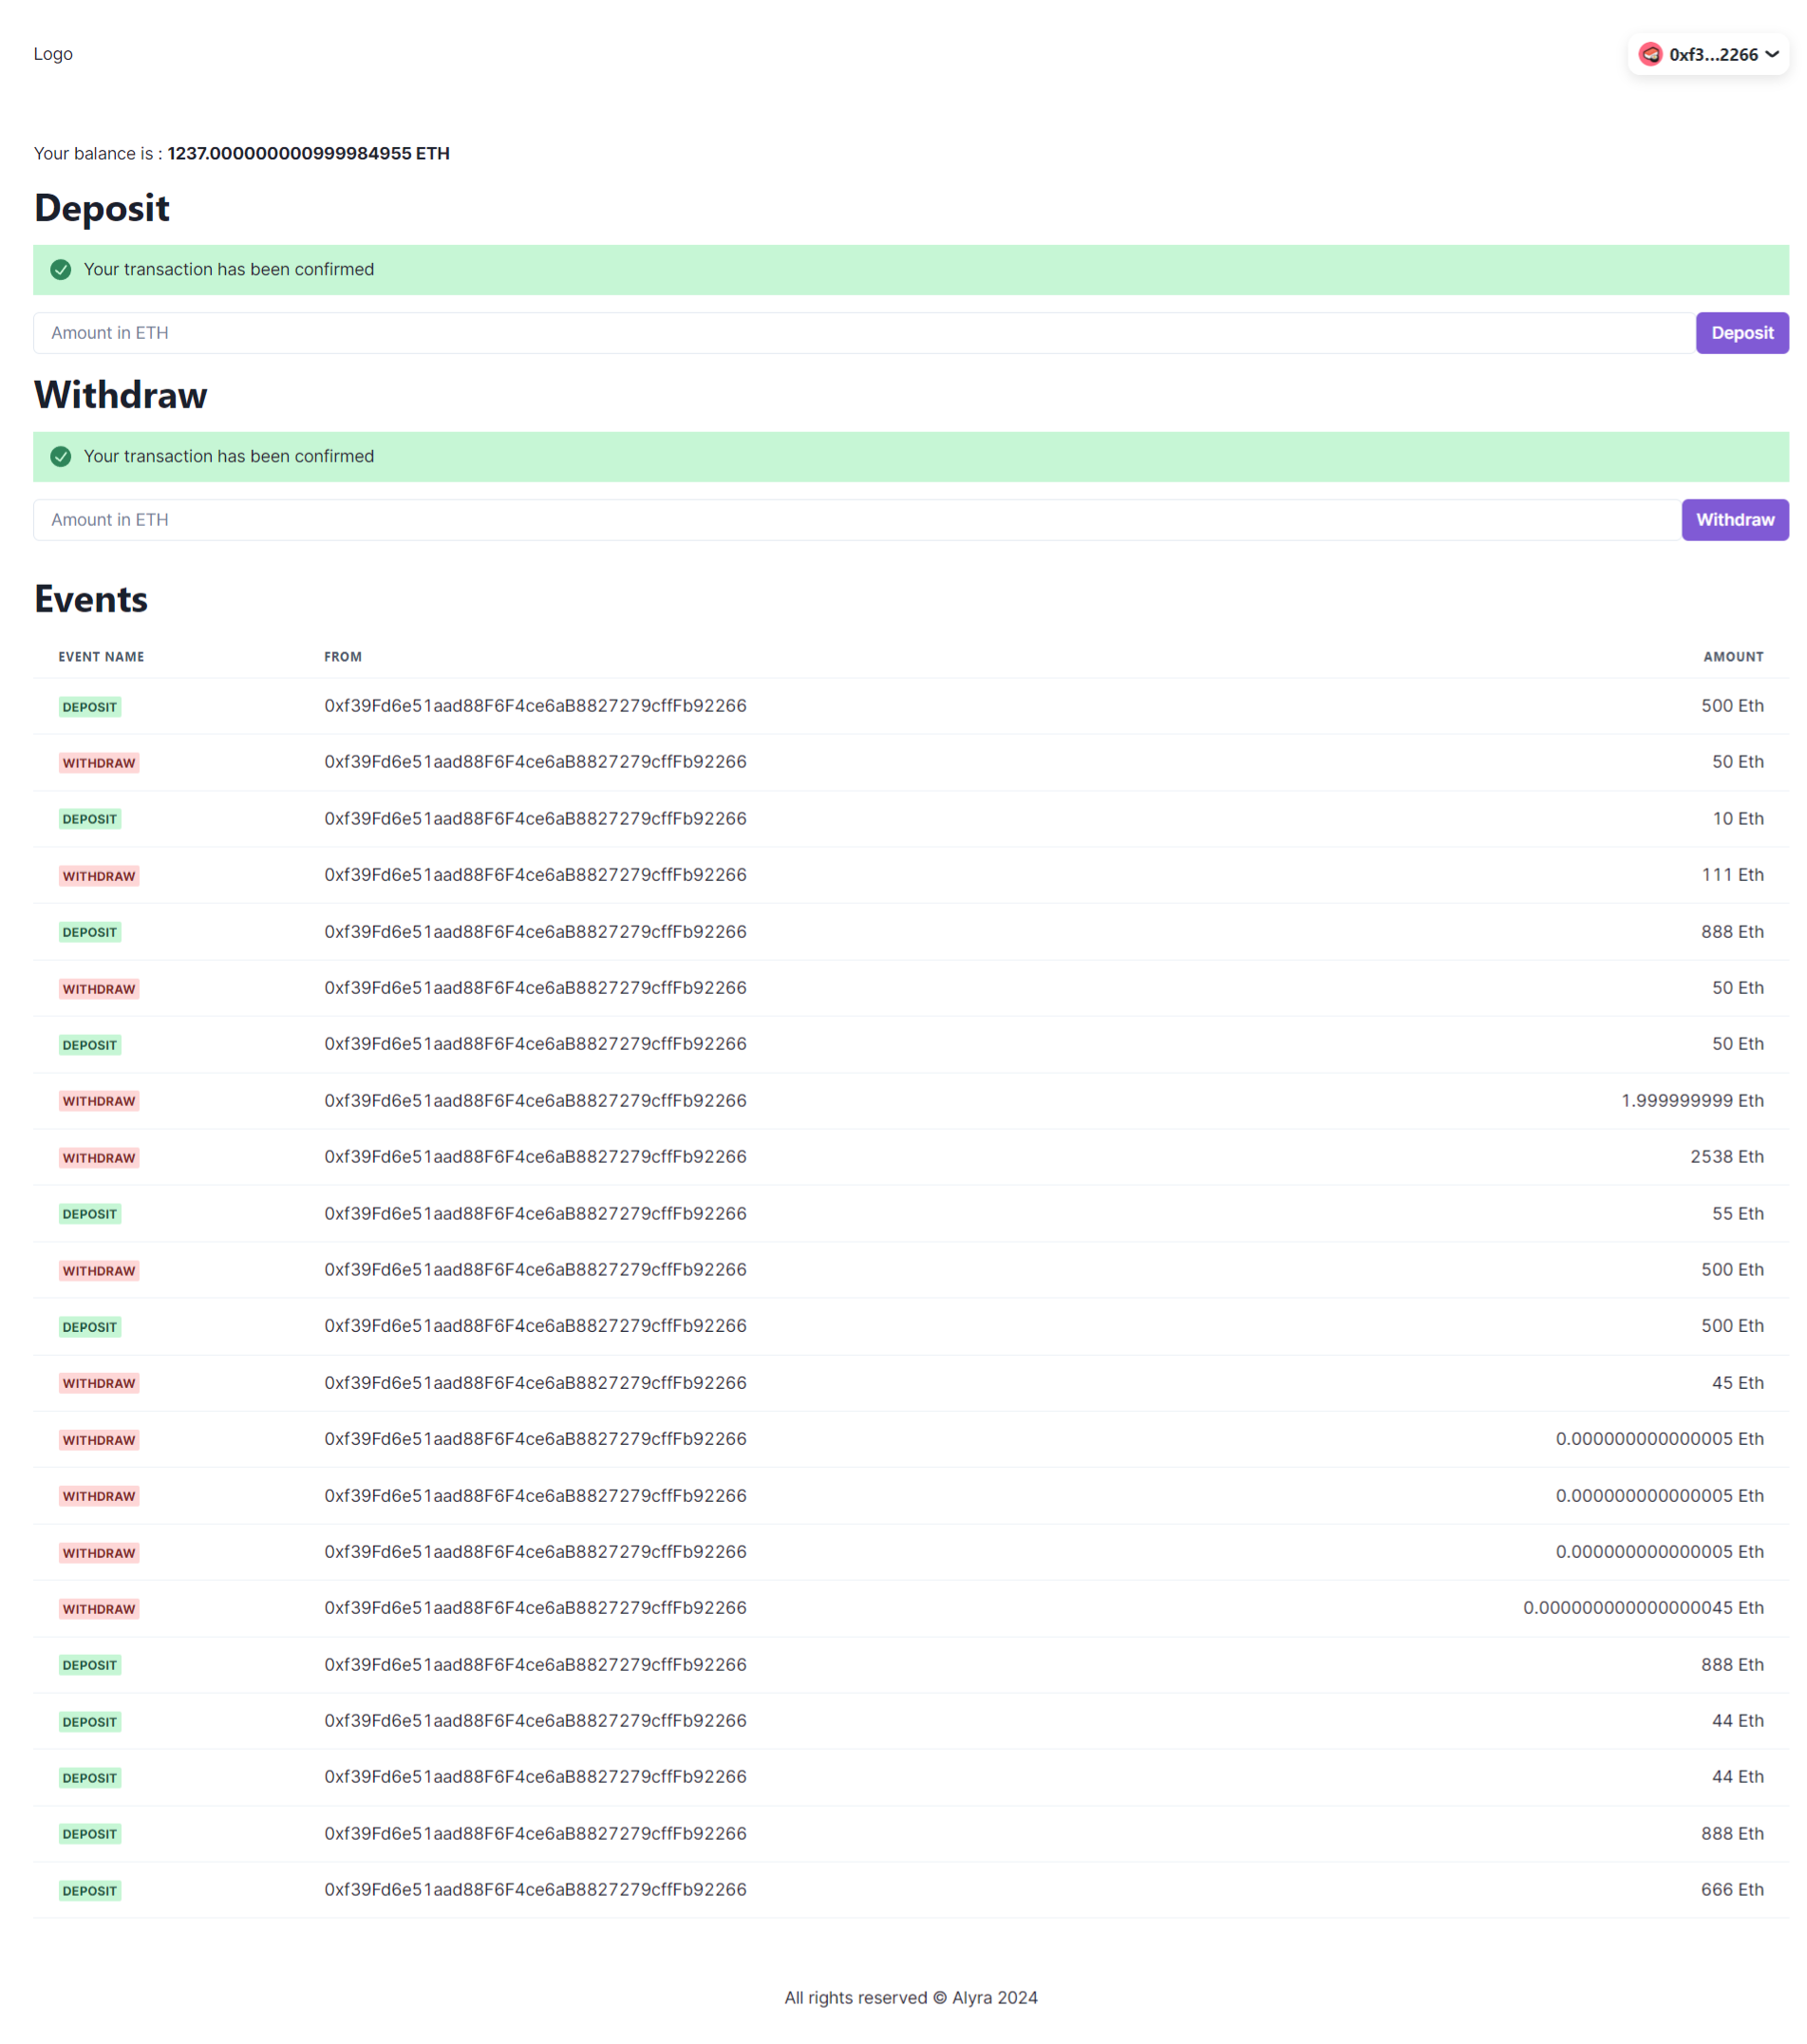 Logo
0xf3...2266
Your balance is : 1237.000000000999984955 ETH
Deposit
Your transaction has been confirmed
Amount in ETH
Deposit
Withdraw
Your transaction has been confirmed
Amount in ETH
Withdraw
Events
EVENT NAME FROM AMOUNT
DEPOSIT 0xf39Fd6e51aad88F6F4ce6aB8827279cffFb92266 500 Eth
WITHDRAW 0xf39Fd6e51aad88F6F4ce6aB8827279cffFb92266 50 Eth
DEPOSIT 0xf39Fd6e51aad88F6F4ce6aB8827279cffFb92266 10 Eth
WITHDRAW 0xf39Fd6e51aad88F6F4ce6aB8827279cffFb92266 111 Eth
DEPOSIT 0xf39Fd6e51aad88F6F4ce6aB8827279cffFb92266 888 Eth
WITHDRAW 0xf39Fd6e51aad88F6F4ce6aB8827279cffFb92266 50 Eth
DEPOSIT 0xf39Fd6e51aad88F6F4ce6aB8827279cffFb92266 50 Eth
WITHDRAW 0xf39Fd6e51aad88F6F4ce6aB8827279cffFb92266 1.999999999 Eth
WITHDRAW 0xf39Fd6e51aad88F6F4ce6aB8827279cffFb92266 2538 Eth
DEPOSIT 0xf39Fd6e51aad88F6F4ce6aB8827279cffFb92266 55 Eth
WITHDRAW 0xf39Fd6e51aad88F6F4ce6aB8827279cffFb92266 500 Eth
DEPOSIT 0xf39Fd6e51aad88F6F4ce6aB8827279cffFb92266 500 Eth
WITHDRAW 0xf39Fd6e51aad88F6F4ce6aB8827279cffFb92266 45 Eth
WITHDRAW 0xf39Fd6e51aad88F6F4ce6aB8827279cffFb92266 0.000000000000005 Eth
WITHDRAW 0xf39Fd6e51aad88F6F4ce6aB8827279cffFb92266 0.000000000000005 Eth
WITHDRAW 0xf39Fd6e51aad88F6F4ce6aB8827279cffFb92266 0.000000000000005 Eth
WITHDRAW 0xf39Fd6e51aad88F6F4ce6aB8827279cffFb92266 0.000000000000000045 Eth
DEPOSIT 0xf39Fd6e51aad88F6F4ce6aB8827279cffFb92266 888 Eth
DEPOSIT 0xf39Fd6e51aad88F6F4ce6aB8827279cffFb92266 44 Eth
DEPOSIT 0xf39Fd6e51aad88F6F4ce6aB8827279cffFb92266 44 Eth
DEPOSIT 0xf39Fd6e51aad88F6F4ce6aB8827279cffFb92266 888 Eth
DEPOSIT 0xf39Fd6e51aad88F6F4ce6aB8827279cffFb92266 666 Eth
All rights reserved © Alyra 2024